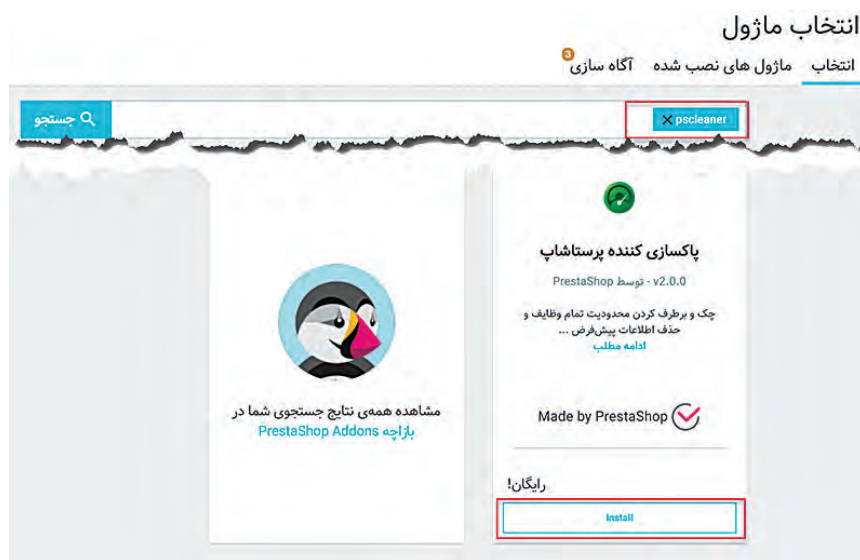 انتخاب ماژول
انتخاب ماژول های نصب شده آگاه سازی 3
pscleaner ×
جستجو
پاکسازی کننده پرستاشاپ
v2.0.0 - توسط PrestaShop
چک و برطرف کردن محدودیت تمام وظایف و
حذف اطلاعات پیش‌فرض ...
ادامه مطلب
Made by PrestaShop
رایگان!
Install
مشاهده همه‌ی نتایج جستجوی شما در
بازاچه PrestaShop Addons